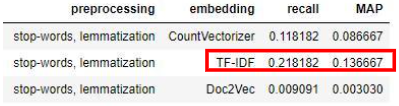 preprocessing embedding recall MAP
stop-words, lemmatization CountVectorizer 0.118182 0.086667
stop-words, lemmatization TF-IDF 0.218182 0.136667
stop-words, lemmatization Doc2Vec 0.009091 0.003030